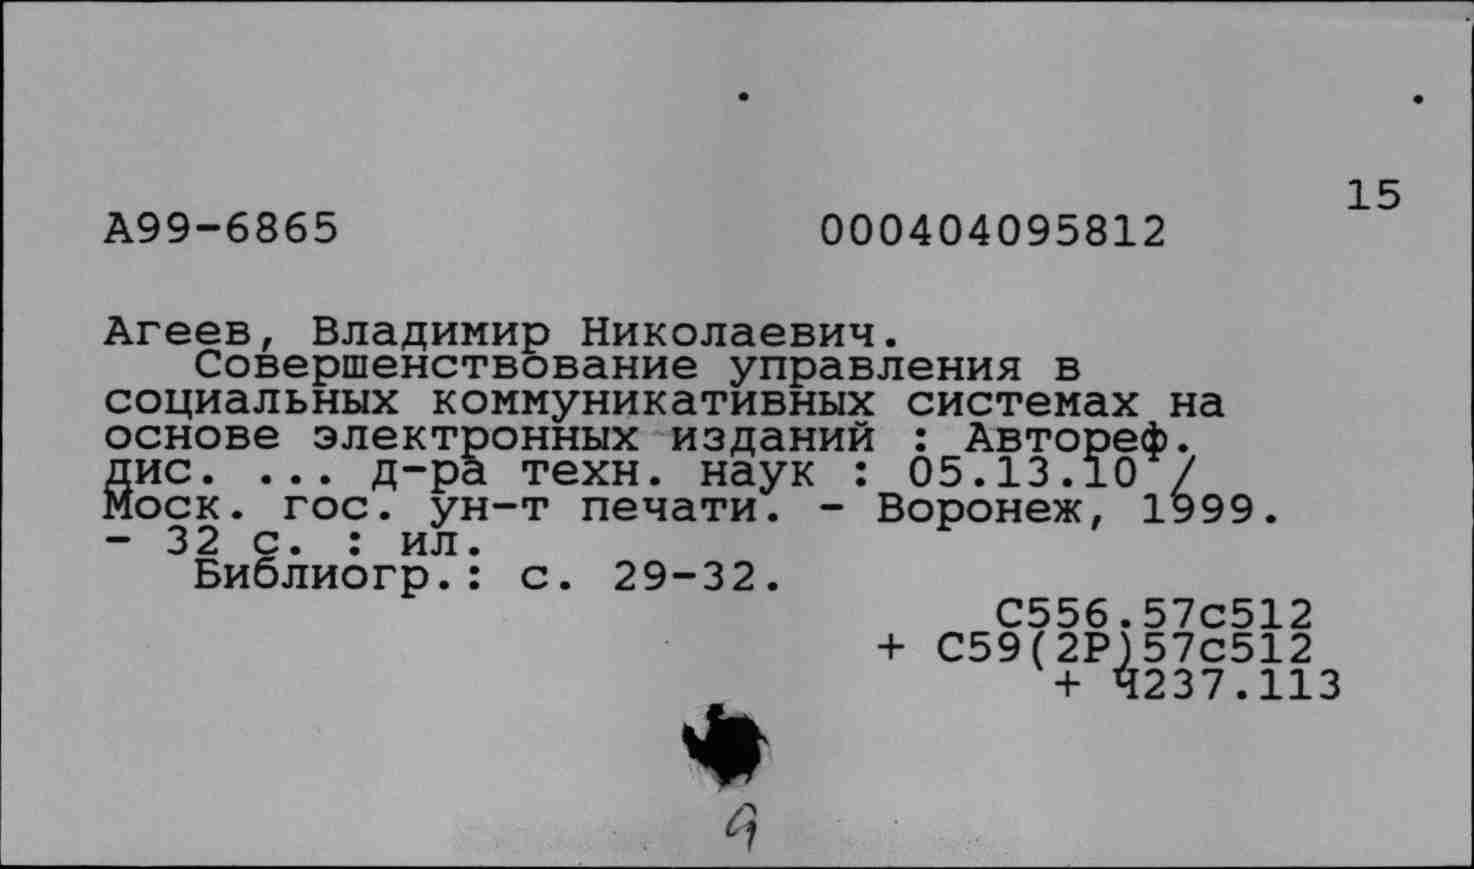 15
А99-6865 000404095812
Агеев, Владимир Николаевич.
Совершенствование управления в
социальных коммуникативных системах на
основе электронных изданий : Автореф.
дис. ... д-ра техн. наук : 05.13.10 /
Моск. гос. ун-т печати. - Воронеж, 1999.
- 32 с. : ил.
Библиогр.: с. 29-32.
С556.57с512
+ С59(2Р)57с512
+ Ч237.113